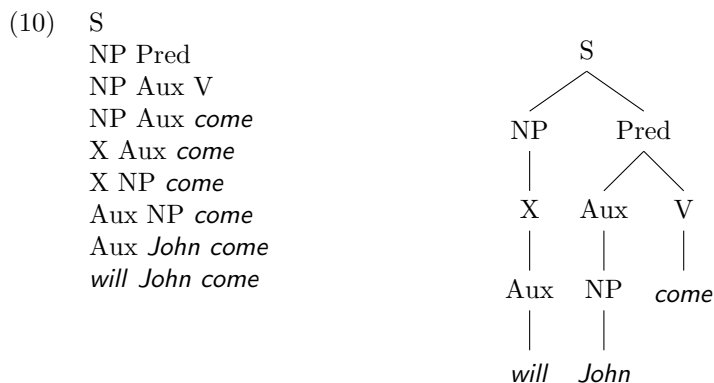 (10) S
NP Pred
NP Aux V
NP Aux come
X Aux come
X NP come
Aux NP come
Aux John come
will John come
S
NP Pred
X Aux V
Aux NP come
will John